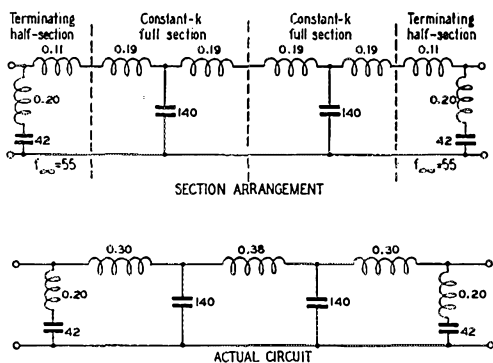 Terminating half-section
Constant-k full section
Constant-k full section
Terminating half-section
0.11
0.19
0.19
0.19
0.19
0.11
0.20
42
140
140
0.20
42
f∞=55
f∞=55
SECTION ARRANGEMENT
0.30
0.38
0.30
0.20
42
140
140
0.20
42
ACTUAL CIRCUIT